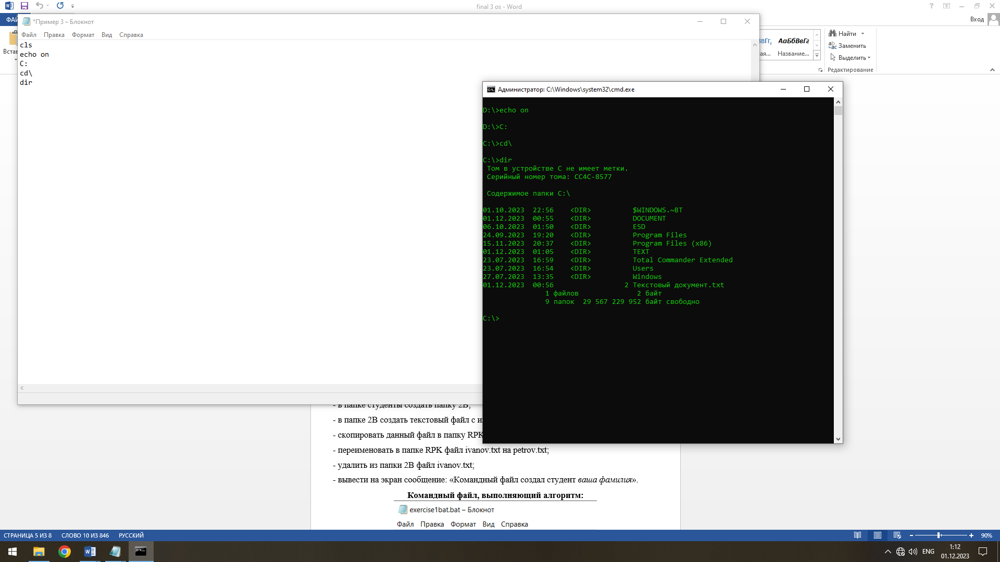 final 3 os - Word
ФАЙ
Вход
*Пример 3 – Блокнот
Файл Правка Формат Вид Справка
cls
echo on
C:
cd\
dir
АаБбВвГг
Название...
Найти
Заменить
Выделить
Редактирование
Администратор: C:\Windows\system32\cmd.exe
D:\>echo on
D:\>C:
C:\>cd\
C:\>dir
Том в устройстве C не имеет метки.
Серийный номер тома: CC4C-8577
Содержимое папки C:\
01.10.2023 22:56 <DIR> $WINDOWS.~BT
01.12.2023 00:55 <DIR> DOCUMENT
06.10.2023 01:50 <DIR> ESD
24.09.2023 19:20 <DIR> Program Files
15.11.2023 20:37 <DIR> Program Files (x86)
01.12.2023 01:05 <DIR> TEXT
23.07.2023 16:59 <DIR> Total Commander Extended
23.07.2023 16:54 <DIR> Users
27.07.2023 13:35 <DIR> Windows
01.12.2023 00:56 2 Текстовый документ.txt
1 файлов 2 байт
9 папок 29 567 229 952 байт свободно
C:\>
- в папке студенты создать папку 2В;
- в папке 2В создать текстовый файл с и
- скопировать данный файл в папку RPK
- переименовать в папке RPK файл ivanov.txt на petrov.txt;
- удалить из папки 2В файл ivanov.txt;
- вывести на экран сообщение: «Командный файл создал студент ваша фамилия».
Командный файл, выполняющий алгоритм:
exercise1bat.bat – Блокнот
Файл Правка Формат Вид Справка
СТРАНИЦА 5 ИЗ 8 СЛОВО 10 ИЗ 846 РУССКИЙ
90%
ENG
1:12
01.12.2023